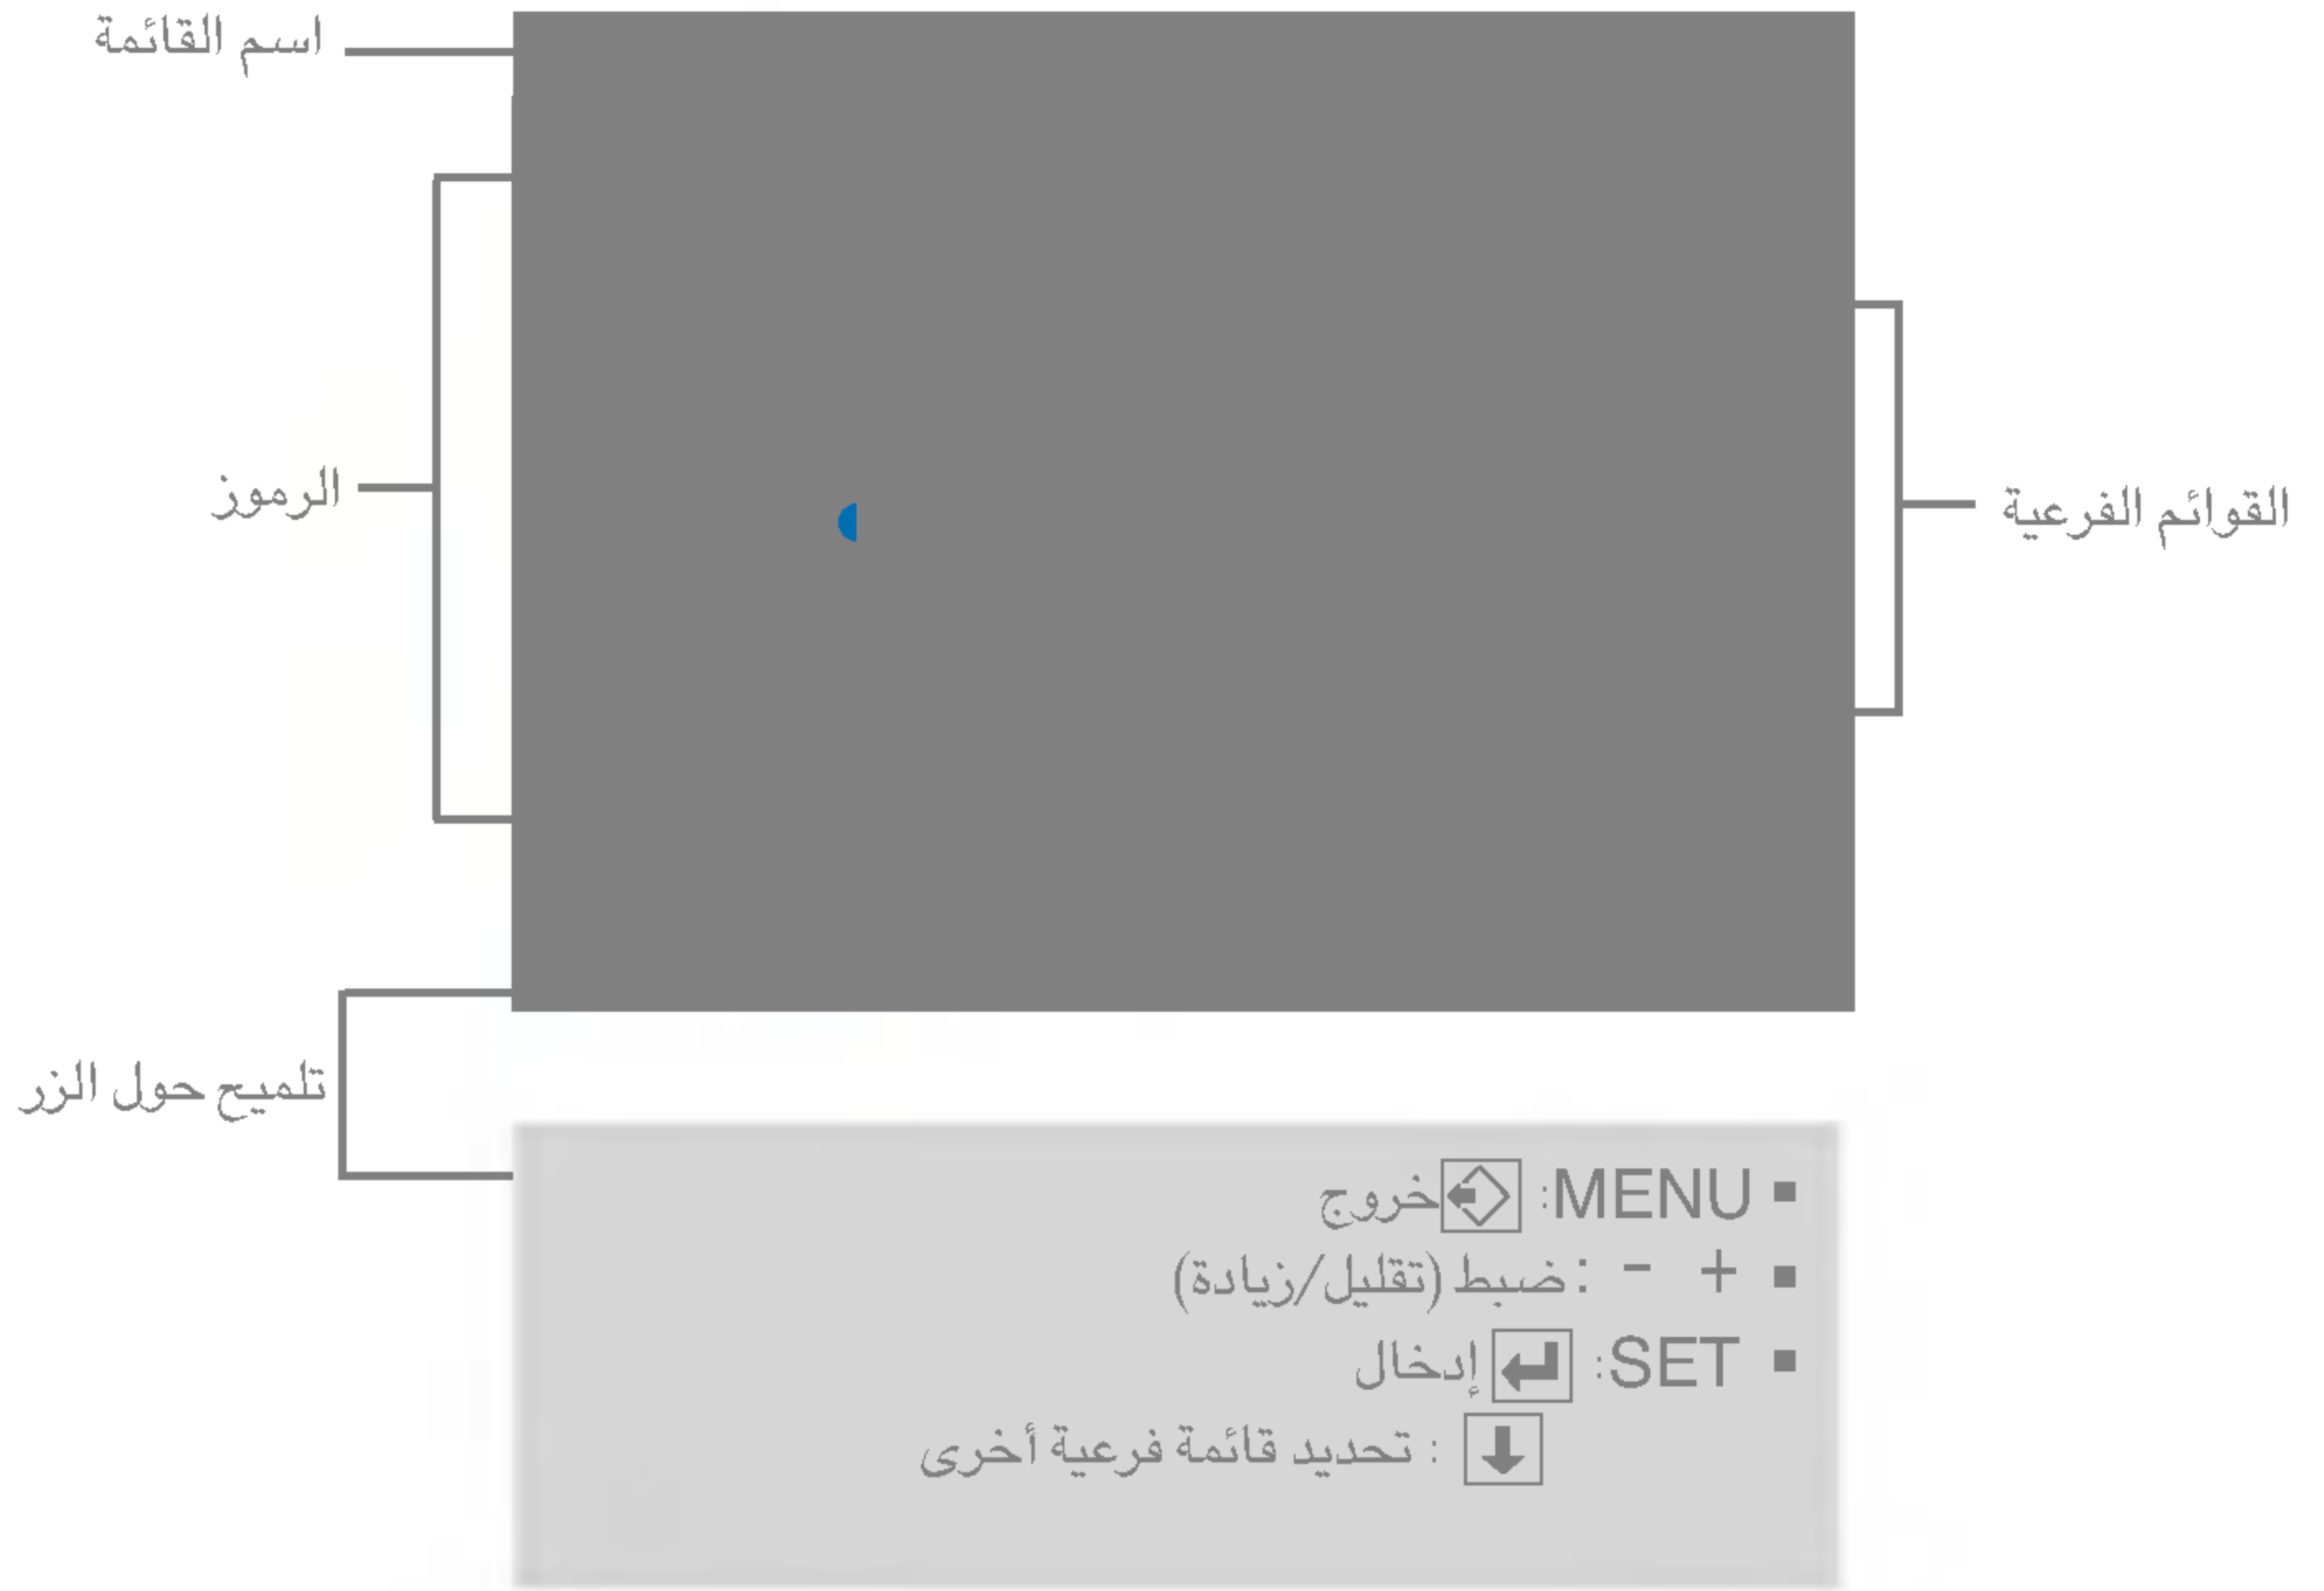 اسم القائمة
الرموز
القوائم الفرعية
تلميح حول الزر
▪ MENU: خروج
▪ + - : ضبط (تقليل/زيادة)
▪ SET: إدخال
: تحديد قائمة فرعية أخرى